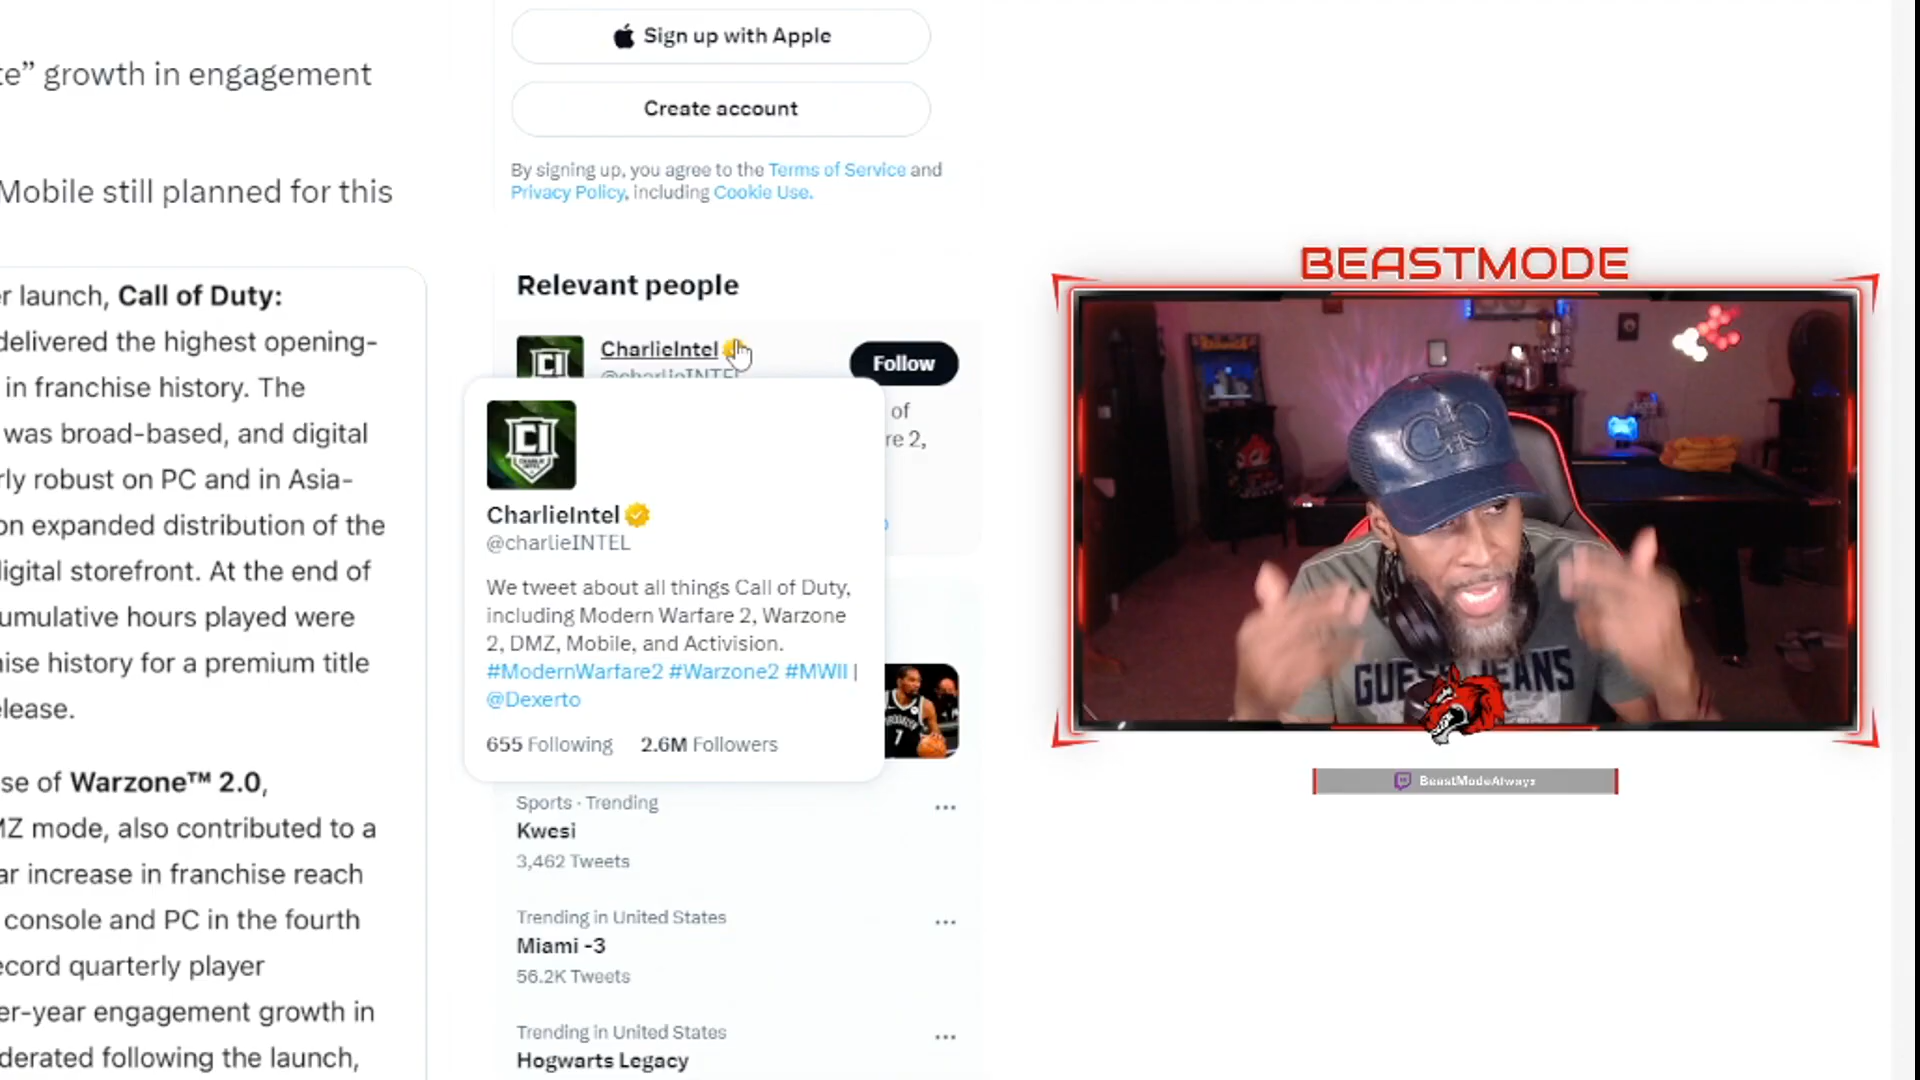 te” growth in engagement
Mobile still planned for this
r launch, Call of Duty:
delivered the highest opening-
in franchise history. The
was broad-based, and digital
rly robust on PC and in Asia-
on expanded distribution of the
igital storefront. At the end of
umulative hours played were
ise history for a premium title
elease.
se of Warzone™ 2.0,
MZ mode, also contributed to a
ar increase in franchise reach
console and PC in the fourth
ecord quarterly player
er-year engagement growth in
derated following the launch,
Sign up with Apple
Create account
By signing up, you agree to the Terms of Service and
Privacy Policy, including Cookie Use.
Relevant people
CharlieIntel
@charlieINTEL
Follow
of
re 2,
CI
CharlieIntel
@charlieINTEL
We tweet about all things Call of Duty,
including Modern Warfare 2, Warzone
2, DMZ, Mobile, and Activision.
#ModernWarfare2 #Warzone2 #MWII |
@Dexerto
655 Following 2.6M Followers
Sports · Trending
Kwesi
3,462 Tweets
Trending in United States
Miami -3
56.2K Tweets
Trending in United States
Hogwarts Legacy
BEASTMODE
BeastModeAlwayz